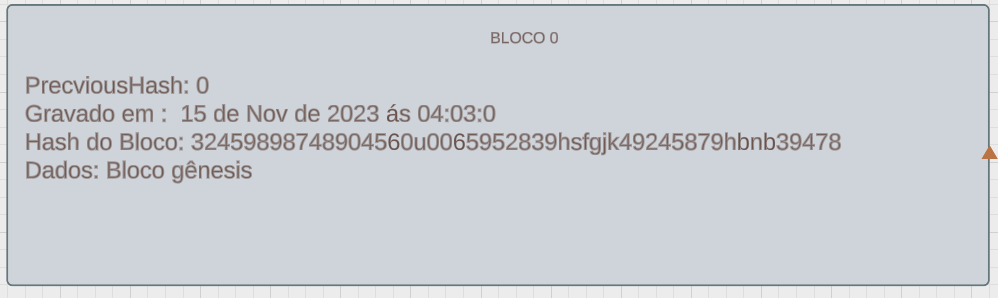 BLOCO 0
PrecviousHash: 0
Gravado em :  15 de Nov de 2023 ás 04:03:0
Hash do Bloco: 32459898748904560u0065952839hsfgjk49245879hbnb39478
Dados: Bloco gênesis